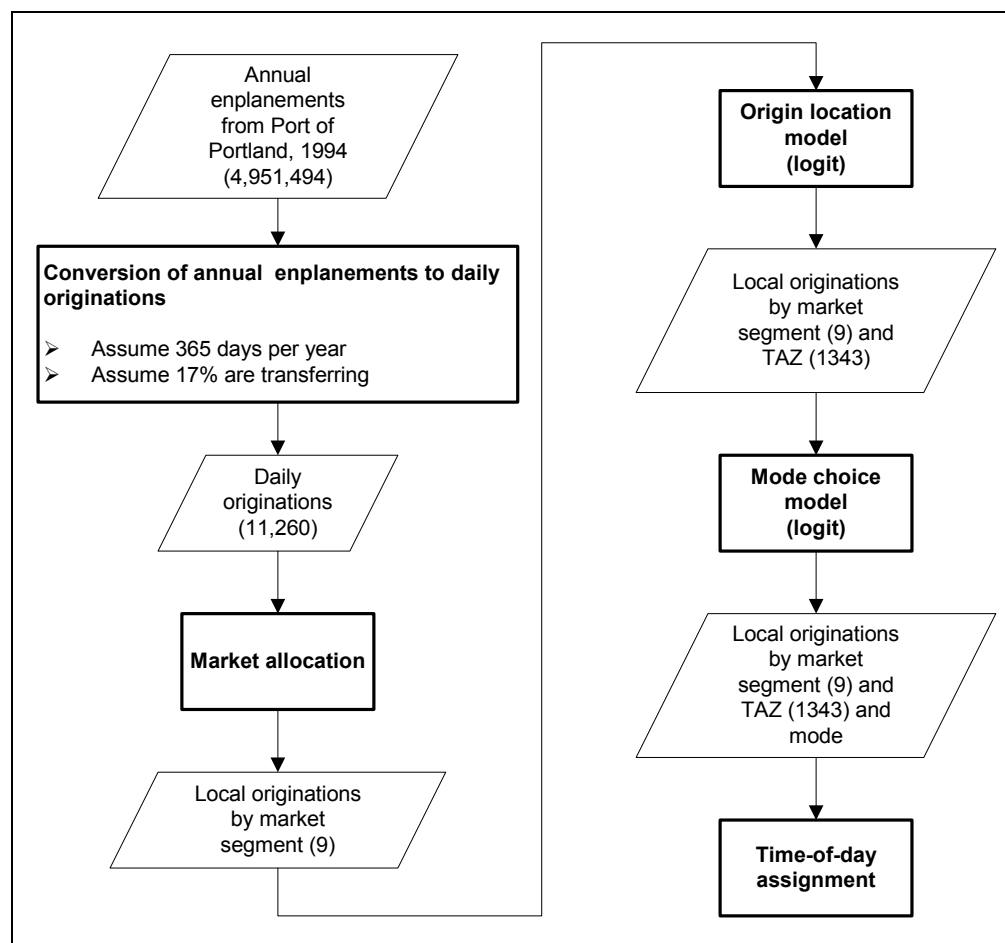 Annual
enplanements
from Port of
Portland, 1994
(4,951,494)
Conversion of annual enplanements to daily
originations
➢ Assume 365 days per year
➢ Assume 17% are transferring
Daily
originations
(11,260)
Market allocation
Local originations
by market
segment (9)
Origin location
model
(logit)
Local originations
by market
segment (9) and
TAZ (1343)
Mode choice
model
(logit)
Local originations
by market
segment (9) and
TAZ (1343) and
mode
Time-of-day
assignment